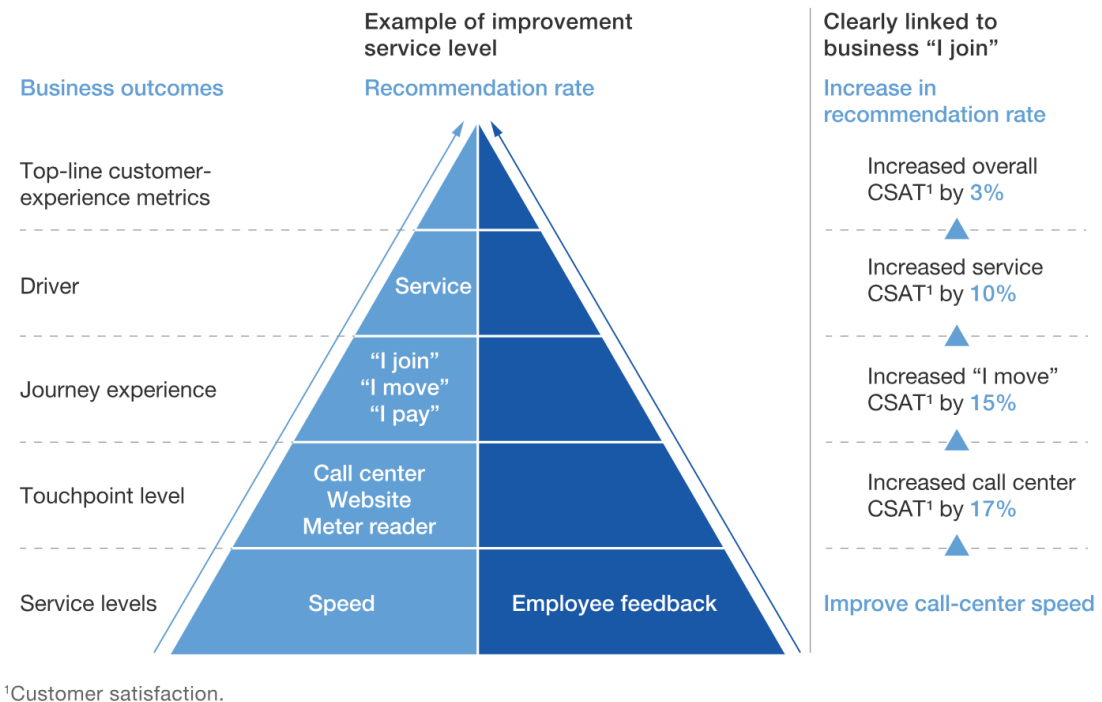 Example of improvement
service level
Clearly linked to
business “I join”
Business outcomes
Recommendation rate
Increase in
recommendation rate
Top-line customer-
experience metrics
Increased overall
CSAT¹ by 3%
Driver
Service
Increased service
CSAT¹ by 10%
Journey experience
“I join”
“I move”
“I pay”
Increased “I move”
CSAT¹ by 15%
Touchpoint level
Call center
Website
Meter reader
Increased call center
CSAT¹ by 17%
Service levels
Speed
Employee feedback
Improve call-center speed
¹Customer satisfaction.